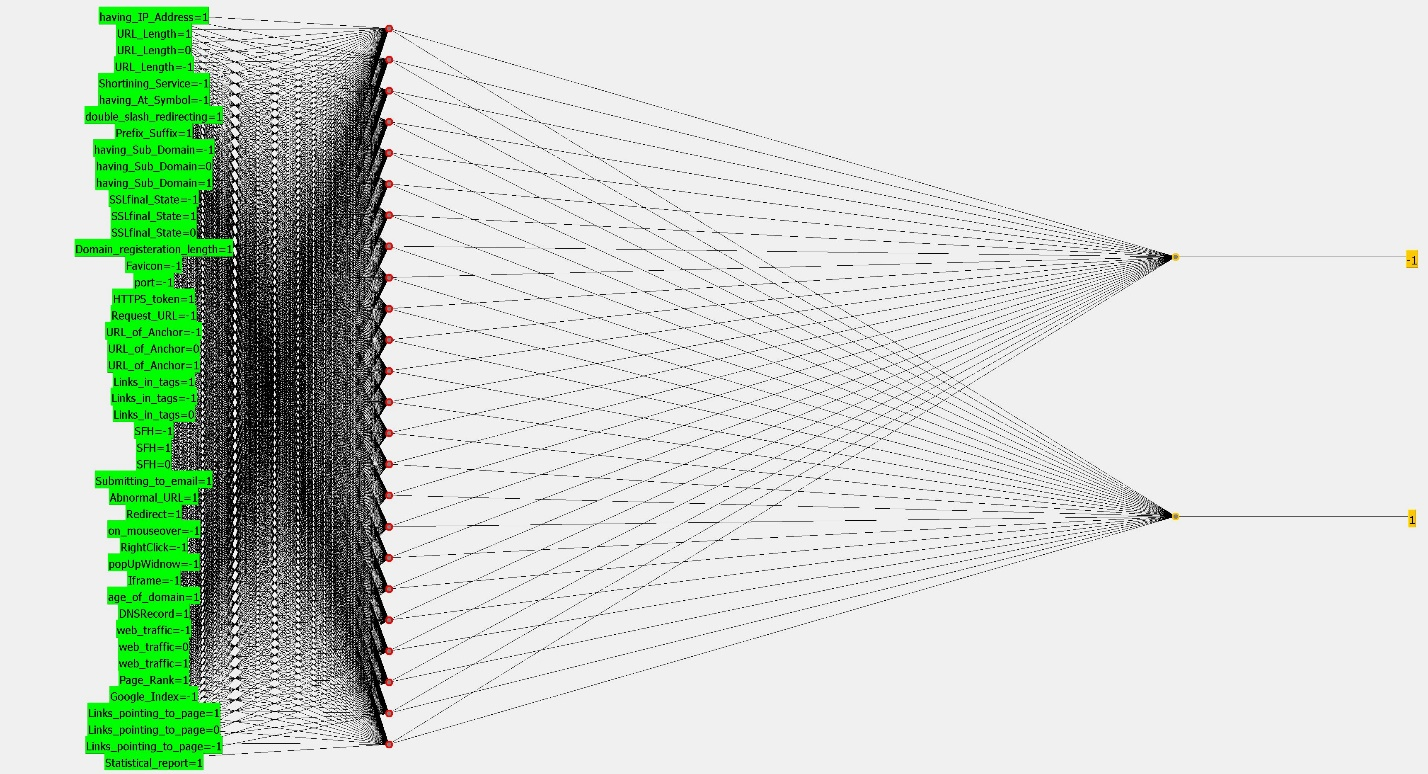 having_IP_Address=1
URL_Length=1
URL_Length=0
URL_Length=-1
Shortining_Service=-1
having_At_Symbol=-1
double_slash_redirecting=1
Prefix_Suffix=1
having_Sub_Domain=-1
having_Sub_Domain=0
having_Sub_Domain=1
SSLfinal_State=-1
SSLfinal_State=1
SSLfinal_State=0
Domain_registeration_length=1
Favicon=-1
port=-1
HTTPS_token=1
Request_URL=-1
URL_of_Anchor=-1
URL_of_Anchor=0
URL_of_Anchor=1
Links_in_tags=1
Links_in_tags=-1
Links_in_tags=0
SFH=-1
SFH=1
SFH=0
Submitting_to_email=1
Abnormal_URL=1
Redirect=1
on_mouseover=-1
RightClick=-1
popUpWidnow=-1
Iframe=-1
age_of_domain=1
DNSRecord=1
web_traffic=-1
web_traffic=0
web_traffic=1
Page_Rank=1
Google_Index=-1
Links_pointing_to_page=1
Links_pointing_to_page=0
Links_pointing_to_page=-1
Statistical_report=1
-1
1